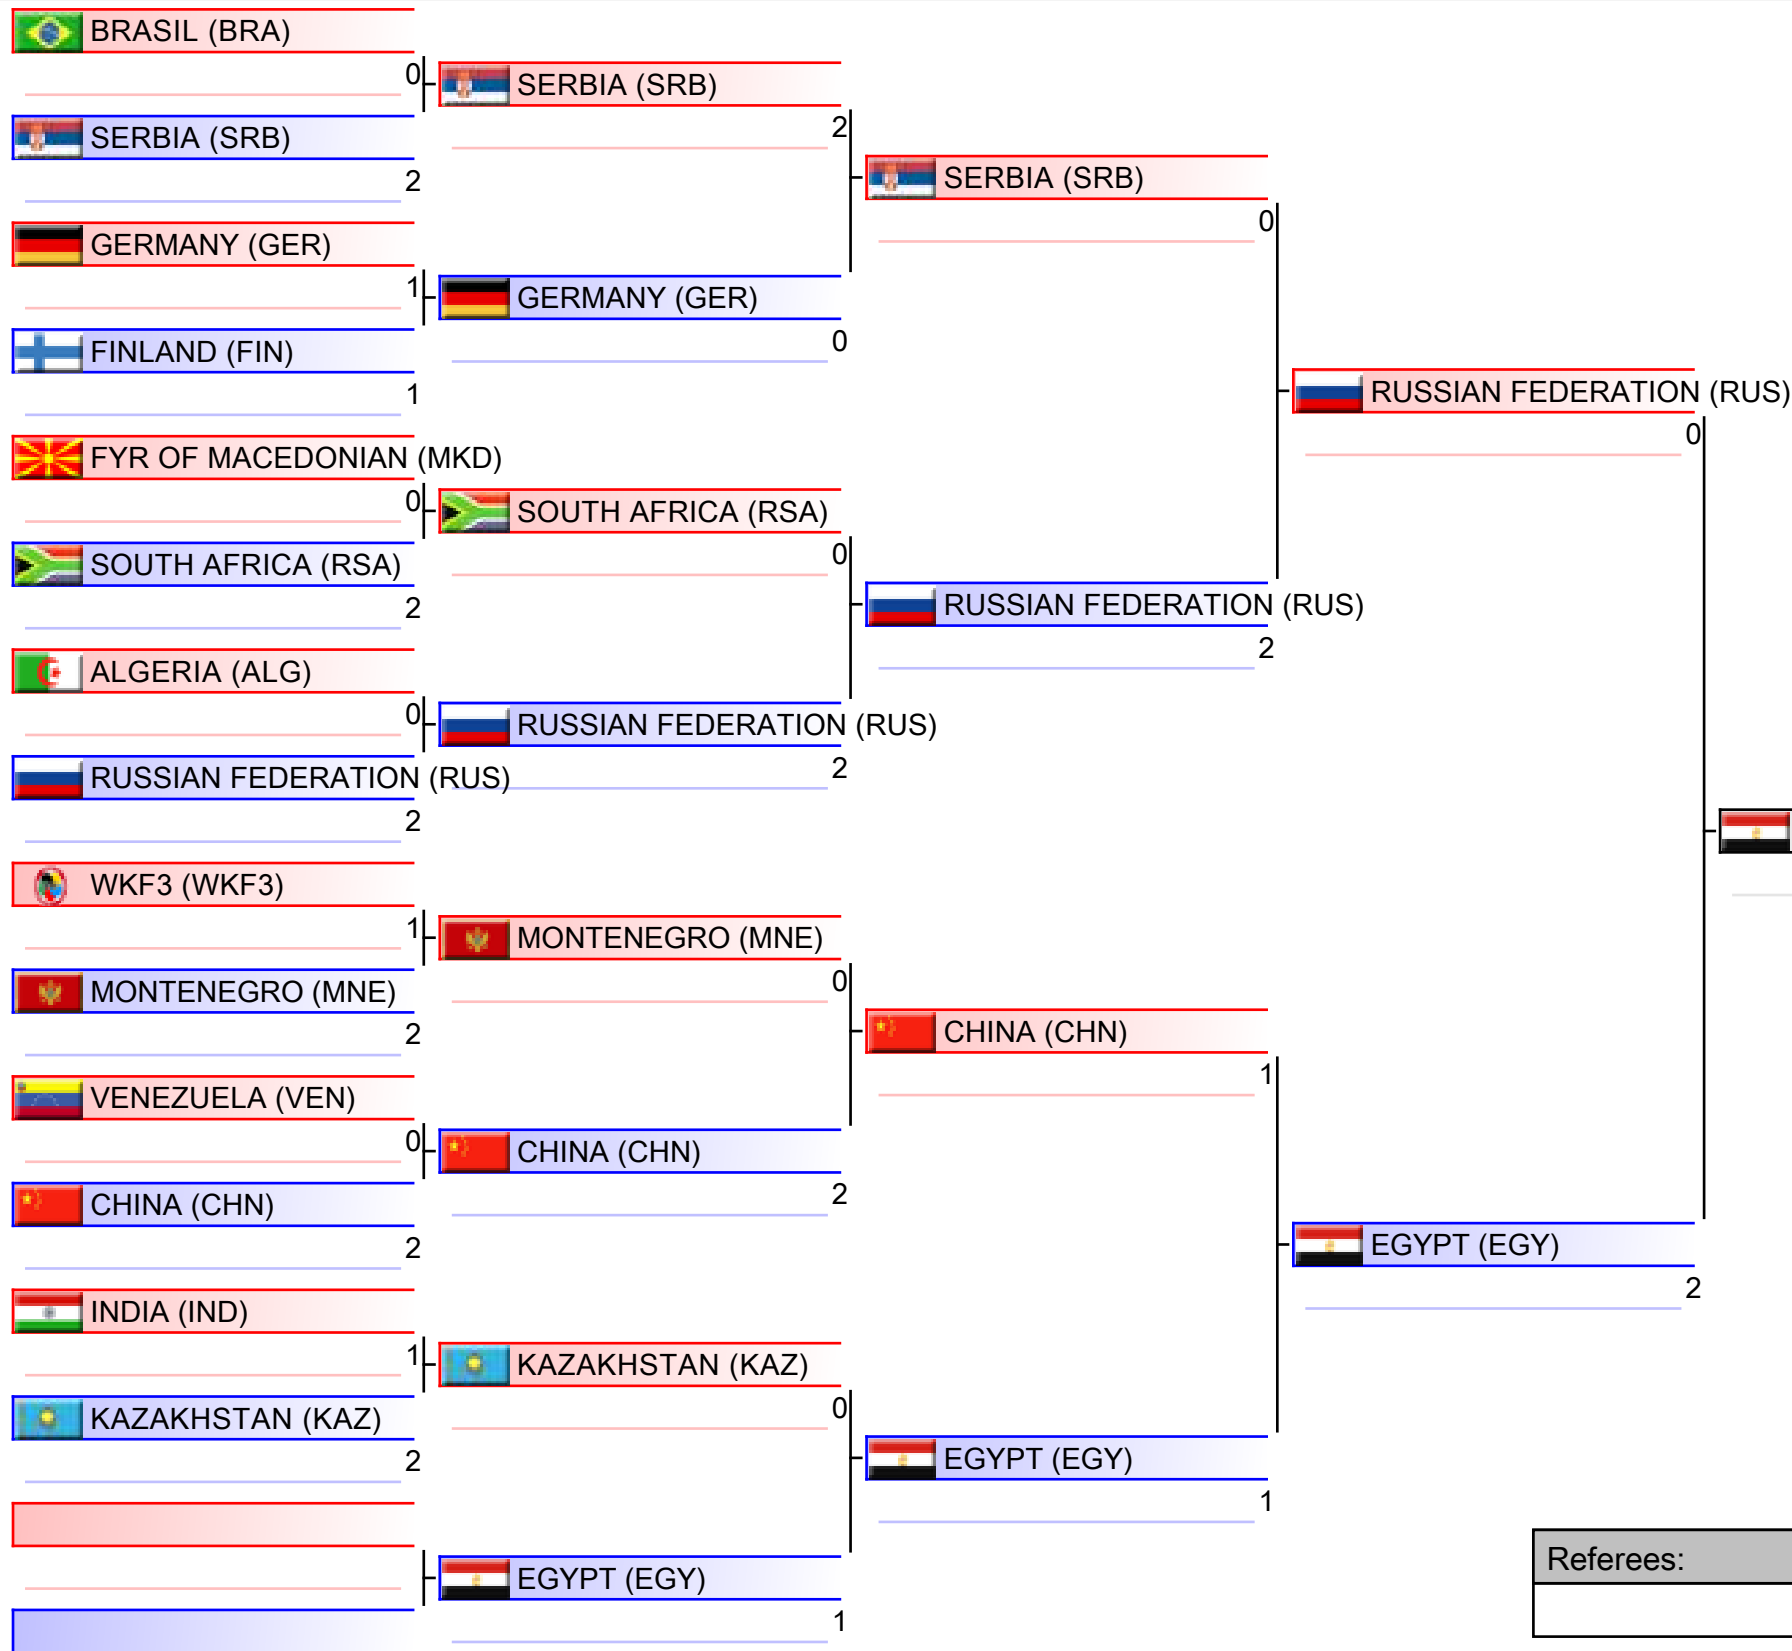 BRASIL (BRA)
0
SERBIA (SRB)
2
GERMANY (GER)
1
FINLAND (FIN)
1
FYR OF MACEDONIAN (MKD)
0
SOUTH AFRICA (RSA)
2
ALGERIA (ALG)
0
RUSSIAN FEDERATION (RUS)
2
WKF3 (WKF3)
1
MONTENEGRO (MNE)
2
VENEZUELA (VEN)
0
CHINA (CHN)
2
INDIA (IND)
1
KAZAKHSTAN (KAZ)
2
SERBIA (SRB)
2
GERMANY (GER)
0
SOUTH AFRICA (RSA)
0
RUSSIAN FEDERATION (RUS)
2
MONTENEGRO (MNE)
0
CHINA (CHN)
2
KAZAKHSTAN (KAZ)
0
EGYPT (EGY)
1
SERBIA (SRB)
0
RUSSIAN FEDERATION (RUS)
2
CHINA (CHN)
1
EGYPT (EGY)
1
RUSSIAN FEDERATION (RUS)
0
EGYPT (EGY)
2
Referees: